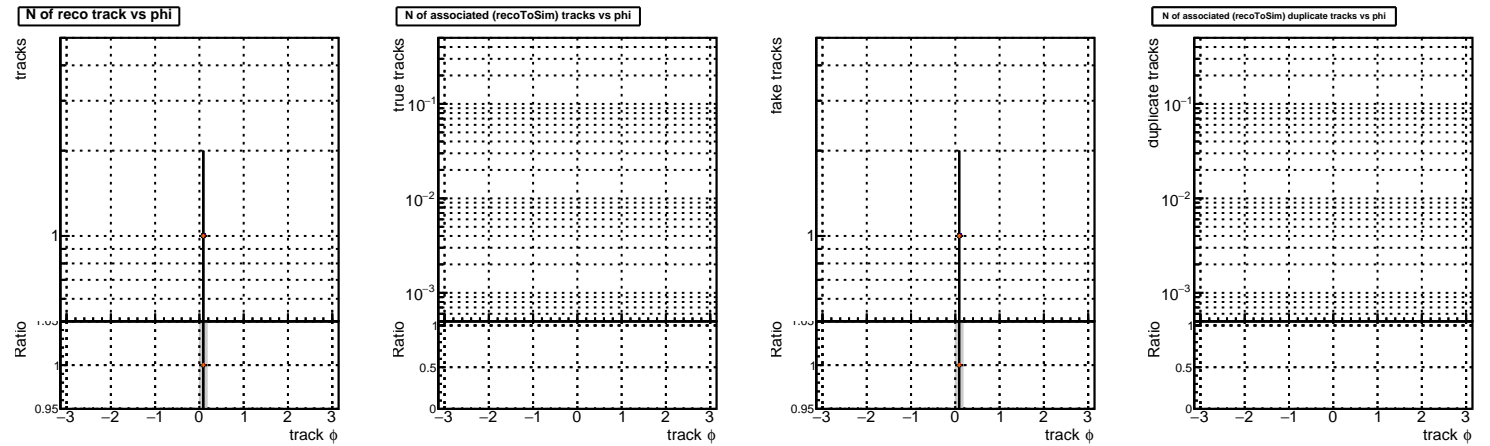 N of reco track vs phi
tracks
1
Ratio
1.05
1
0.95
−3 −2 −1 0 1 2 3
track ϕ
N of associated (recoToSim) tracks vs phi
true tracks
10−1
10−2
10−3
Ratio
1
0.5
0
−3 −2 −1 0 1 2 3
track ϕ
fake tracks
1
Ratio
1.05
1
0.95
−3 −2 −1 0 1 2 3
track ϕ
N of associated (recoToSim) duplicate tracks vs phi
duplicate tracks
10−1
10−2
10−3
Ratio
1
0.5
0
−3 −2 −1 0 1 2 3
track ϕ